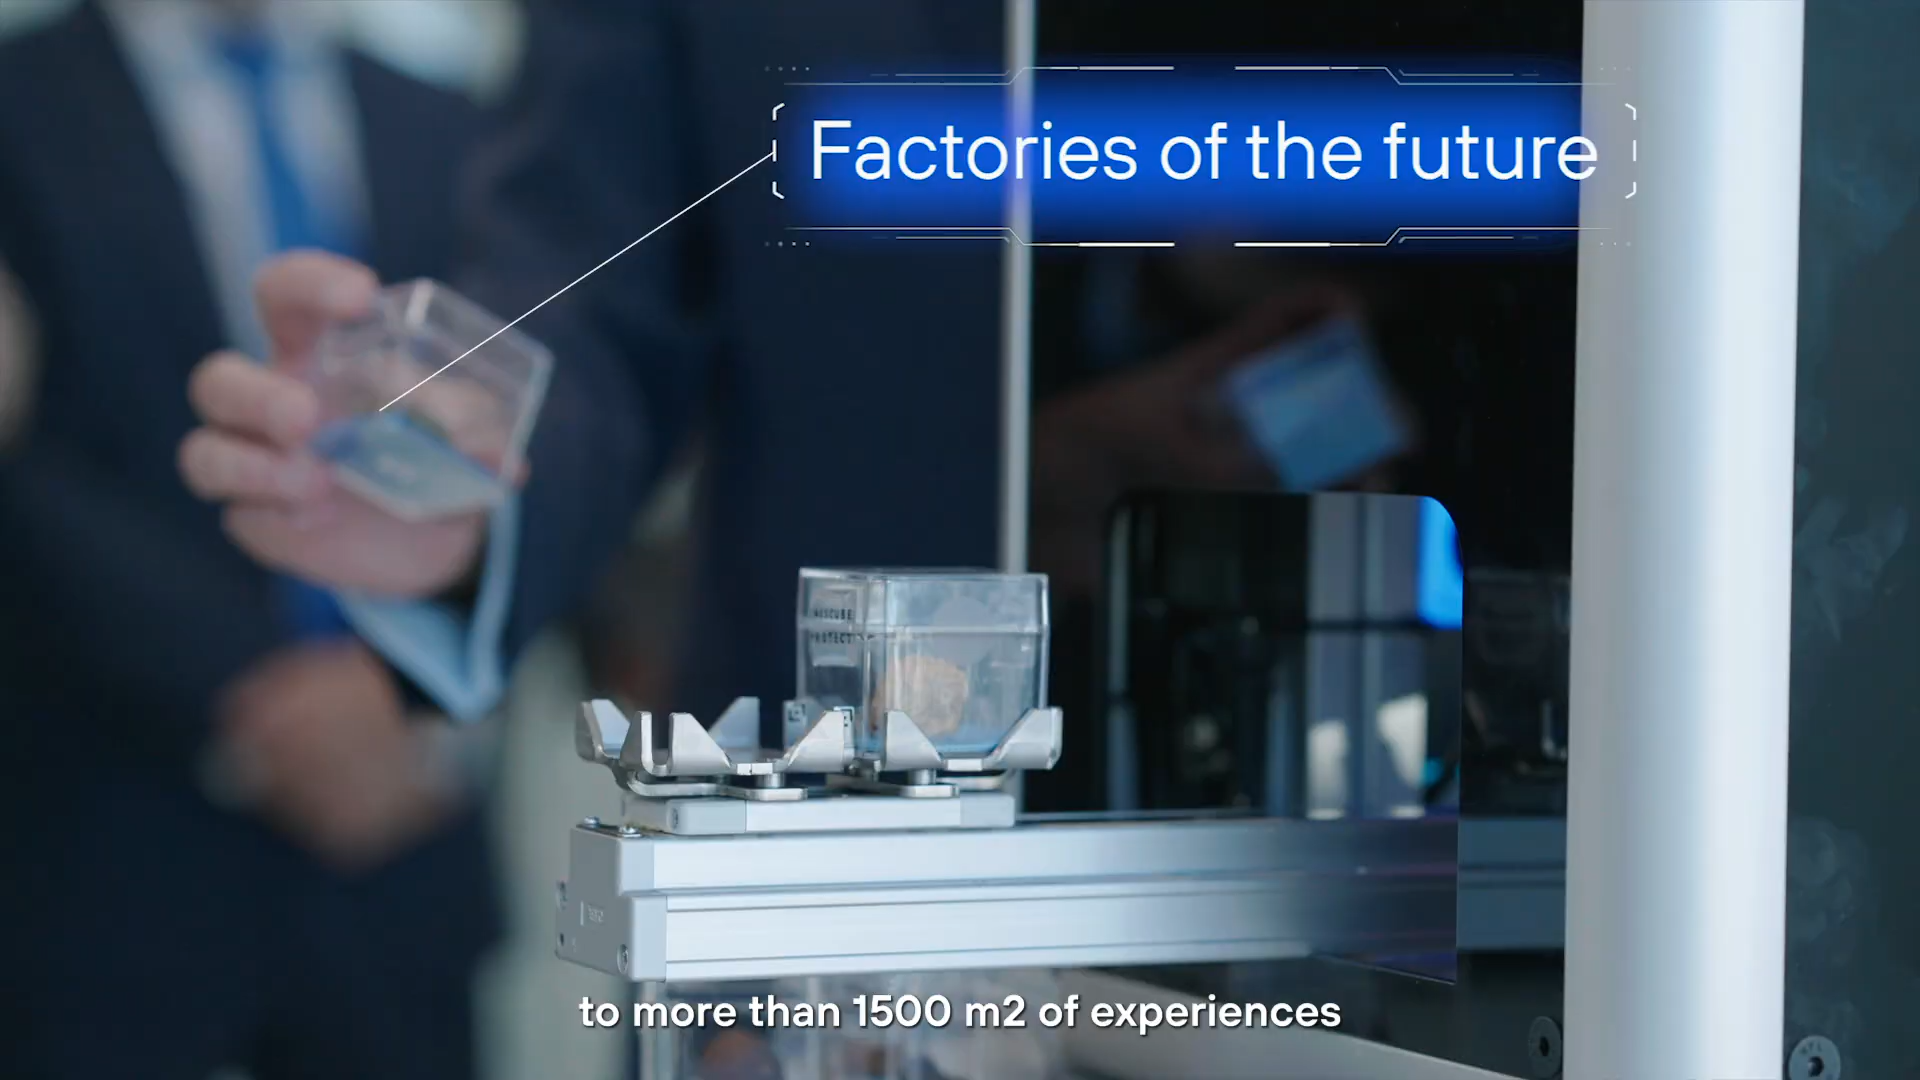 Factories of the future
to more than 1500 m2 of experiences